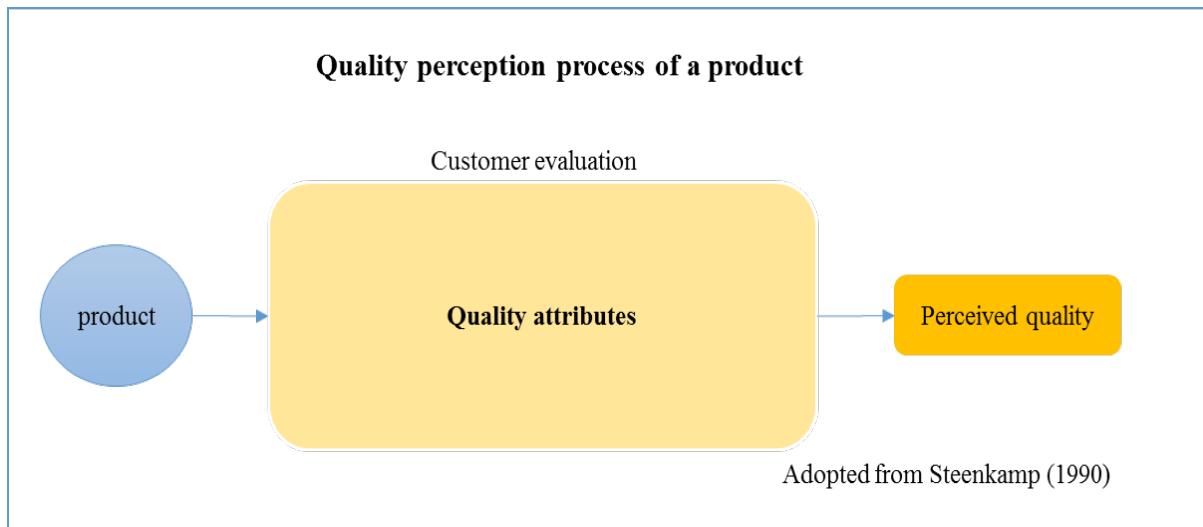 Quality perception process of a product
Customer evaluation
product
Quality attributes
Perceived quality
Adopted from Steenkamp (1990)